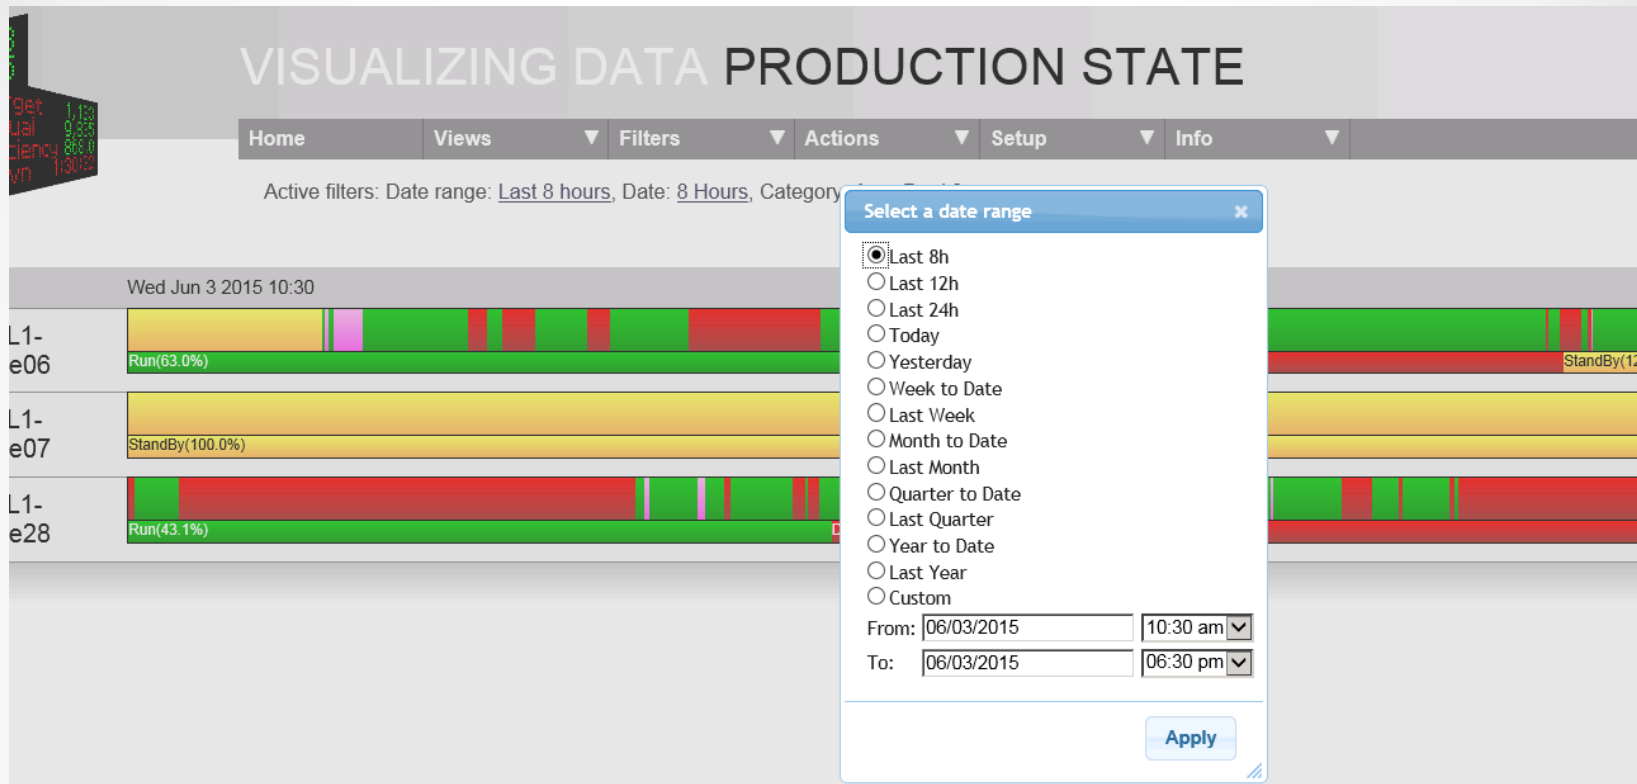 VISUALIZING DATA PRODUCTION STATE
Home Views Filters Actions Setup Info
Active filters: Date range: Last 8 hours, Date: 8 Hours, Category
Select a date range
Last 8h
Last 12h
Last 24h
Today
Yesterday
Week to Date
Last Week
Month to Date
Last Month
Quarter to Date
Last Quarter
Year to Date
Last Year
Custom
From: 06/03/2015 10:30 am
To: 06/03/2015 06:30 pm
Apply
Wed Jun 3 2015 10:30
L1-
e06
Run(63.0%)
StandBy(12
L1-
e07
StandBy(100.0%)
L1-
e28
Run(43.1%)